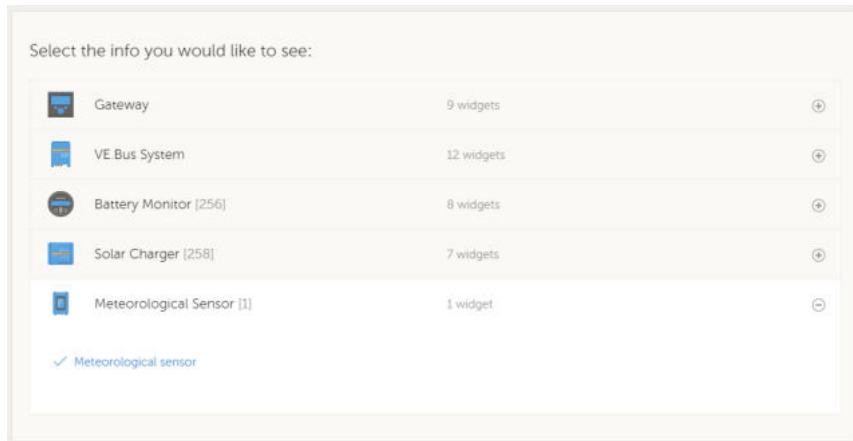 Select the info you would like to see:
Gateway 9 widgets
VE.Bus System 12 widgets
Battery Monitor [256] 8 widgets
Solar Charger [258] 7 widgets
Meteorological Sensor [1] 1 widget
Meteorological sensor